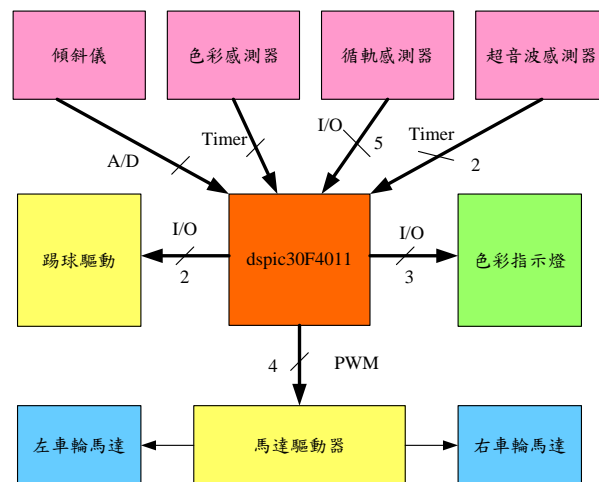 傾斜儀
色彩感測器
循軌感測器
超音波感測器
A/D
Timer
I/O
5
Timer
2
踢球驅動
I/O
2
dspic30F4011
I/O
3
色彩指示燈
4
PWM
左車輪馬達
馬達驅動器
右車輪馬達